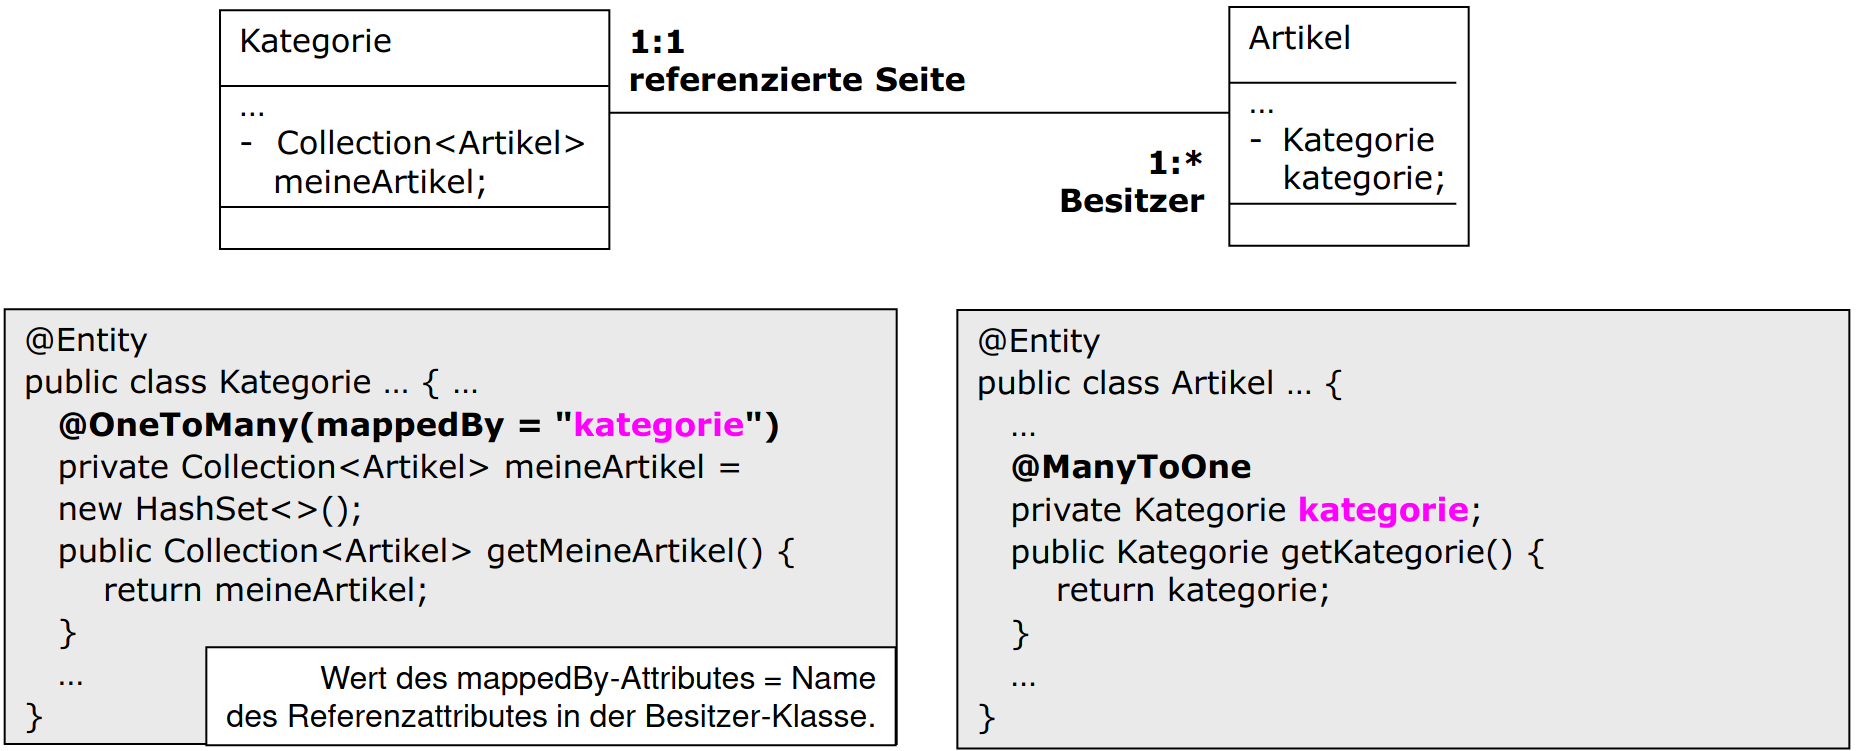 Kategorie
...
- Collection<Artikel>
meineArtikel;
1:1
referenzierte Seite
1:*
Besitzer
Artikel
...
- Kategorie
kategorie;
@Entity
public class Kategorie ... { ...
@OneToMany(mappedBy = "kategorie")
private Collection<Artikel> meineArtikel =
new HashSet<>();
public Collection<Artikel> getMeineArtikel() {
return meineArtikel;
}
...
}
Wert des mappedBy-Attributes = Name
des Referenzattributes in der Besitzer-Klasse.
@Entity
public class Artikel ... {
...
@ManyToOne
private Kategorie kategorie;
public Kategorie getKategorie() {
return kategorie;
}
...
}